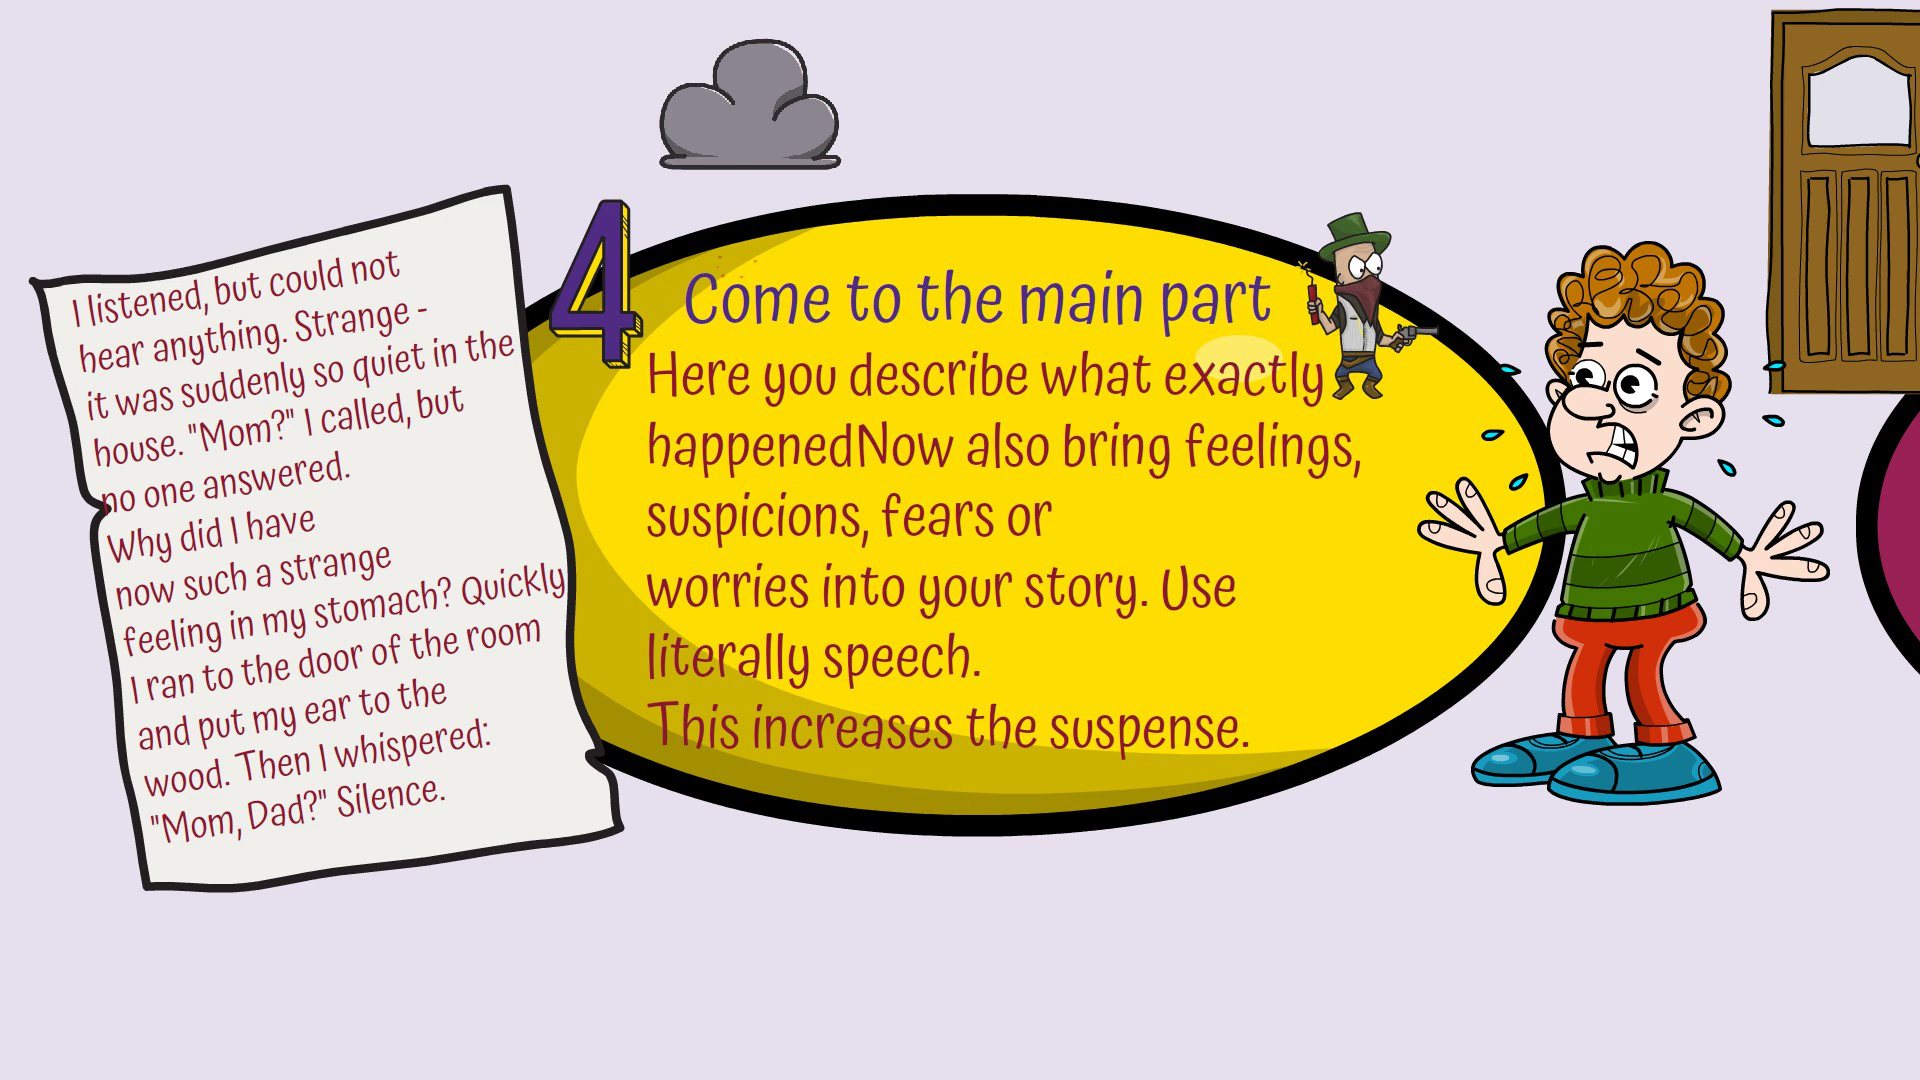 I listened, but could not
hear anything. Strange -
it was suddenly so quiet in the
house. "Mom?" I called, but
no one answered.
Why did I have
now such a strange
feeling in my stomach? Quickly
I ran to the door of the room
and put my ear to the
wood. Then I whispered:
"Mom, Dad?" Silence.
4
Come to the main part
Here you describe what exactly
happenedNow also bring feelings,
suspicions, fears or
worries into your story. Use
literally speech.
This increases the suspense.